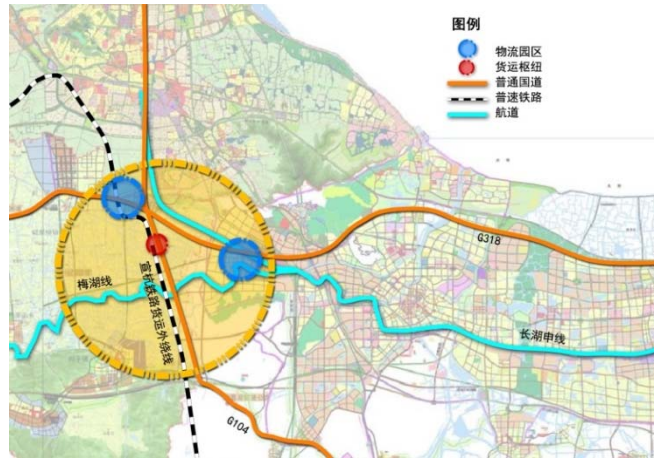 图例
物流园区
货运枢纽
普通国道
普速铁路
航道
G318
梅湖线
宣杭铁路货运外绕线
长湖申线
G104